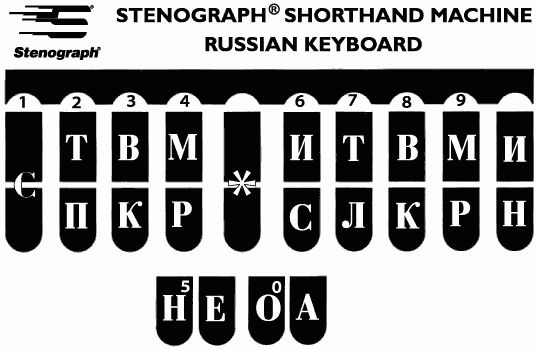 STENOGRAPH® SHORTHAND MACHINE
Stenograph®
RUSSIAN KEYBOARD
1 2 3 4 6 7 8 9
Т В М И Т В М И
С *
П К Р С Л К Р Н
5 0
Н Е О А